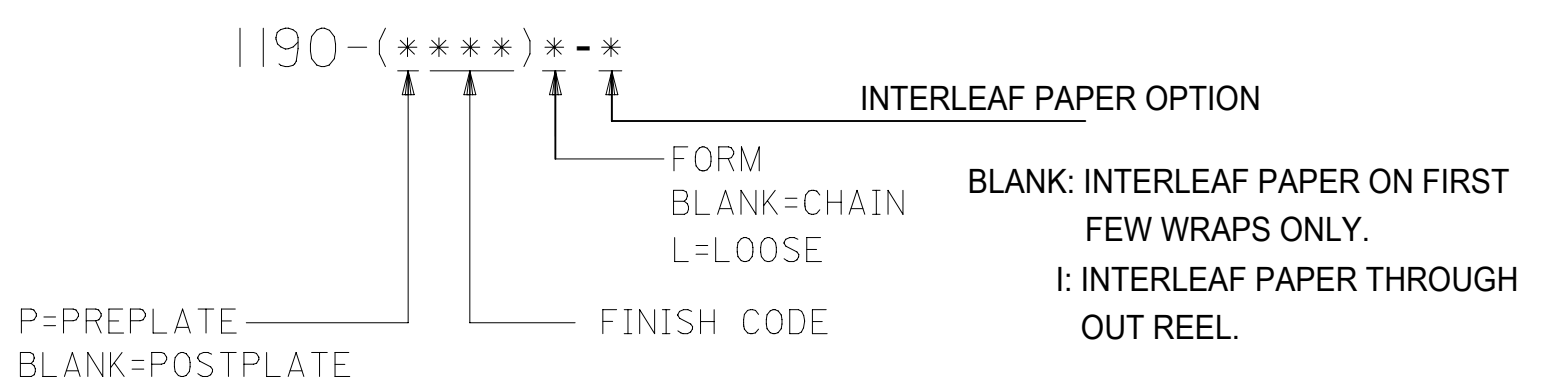 1190-(****)*-*
INTERLEAF PAPER OPTION
FORM
BLANK=CHAIN
L=LOOSE
BLANK: INTERLEAF PAPER ON FIRST
FEW WRAPS ONLY.
I: INTERLEAF PAPER THROUGH
OUT REEL.
P=PREPLATE
BLANK=POSTPLATE
FINISH CODE